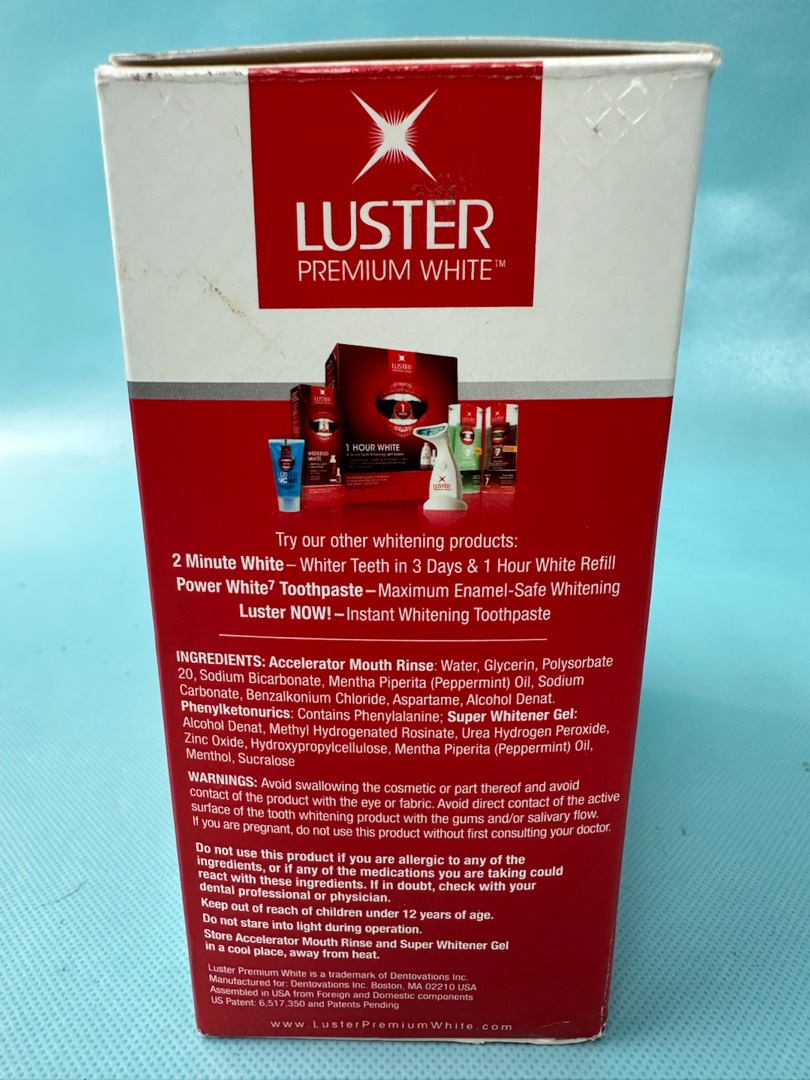 LUSTER
PREMIUM WHITE™
LUSTER
1 HOUR WHITE
WEEKEND
WHITE
LUSTER
Try our other whitening products:
2 Minute White – Whiter Teeth in 3 Days & 1 Hour White Refill
Power White⁷ Toothpaste – Maximum Enamel-Safe Whitening
Luster NOW! – Instant Whitening Toothpaste
INGREDIENTS: Accelerator Mouth Rinse: Water, Glycerin, Polysorbate
20, Sodium Bicarbonate, Mentha Piperita (Peppermint) Oil, Sodium
Carbonate, Benzalkonium Chloride, Aspartame, Alcohol Denat.
Phenylketonurics: Contains Phenylalanine; Super Whitener Gel:
Alcohol Denat, Methyl Hydrogenated Rosinate, Urea Hydrogen Peroxide,
Zinc Oxide, Hydroxypropylcellulose, Mentha Piperita (Peppermint) Oil,
Menthol, Sucralose
WARNINGS: Avoid swallowing the cosmetic or part thereof and avoid
contact of the product with the eye or fabric. Avoid direct contact of the active
surface of the tooth whitening product with the gums and/or salivary flow.
If you are pregnant, do not use this product without first consulting your doctor.
Do not use this product if you are allergic to any of the
ingredients, or if any of the medications you are taking could
react with these ingredients. If in doubt, check with your
dental professional or physician.
Keep out of reach of children under 12 years of age.
Do not stare into light during operation.
Store Accelerator Mouth Rinse and Super Whitener Gel
in a cool place, away from heat.
Luster Premium White is a trademark of Dentovations Inc.
Manufactured for: Dentovations Inc. Boston, MA 02210 USA
Assembled in USA from Foreign and Domestic components
US Patent: 6,517,350 and Patents Pending
www.LusterPremiumWhite.com